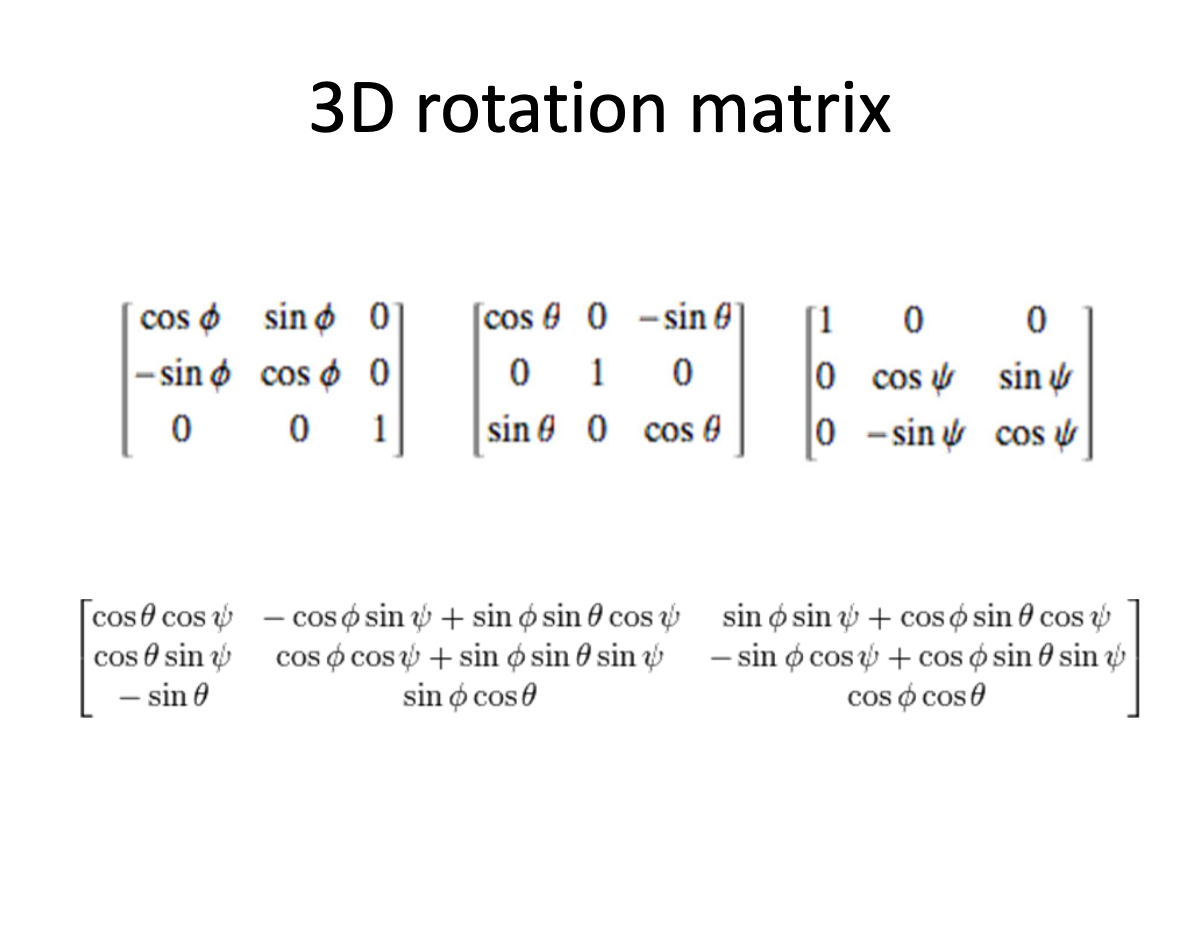 3D rotation matrix
cos ϕ sin ϕ 0
−sin ϕ cos ϕ 0
0 0 1
cos θ 0 −sin θ
0 1 0
sin θ 0 cos θ
1 0 0
0 cos ψ sin ψ
0 −sin ψ cos ψ
cos θ cos ψ − cos ϕ sin ψ + sin ϕ sin θ cos ψ sin ϕ sin ψ + cos ϕ sin θ cos ψ
cos θ sin ψ cos ϕ cos ψ + sin ϕ sin θ sin ψ − sin ϕ cos ψ + cos ϕ sin θ sin ψ
− sin θ sin ϕ cos θ cos ϕ cos θ